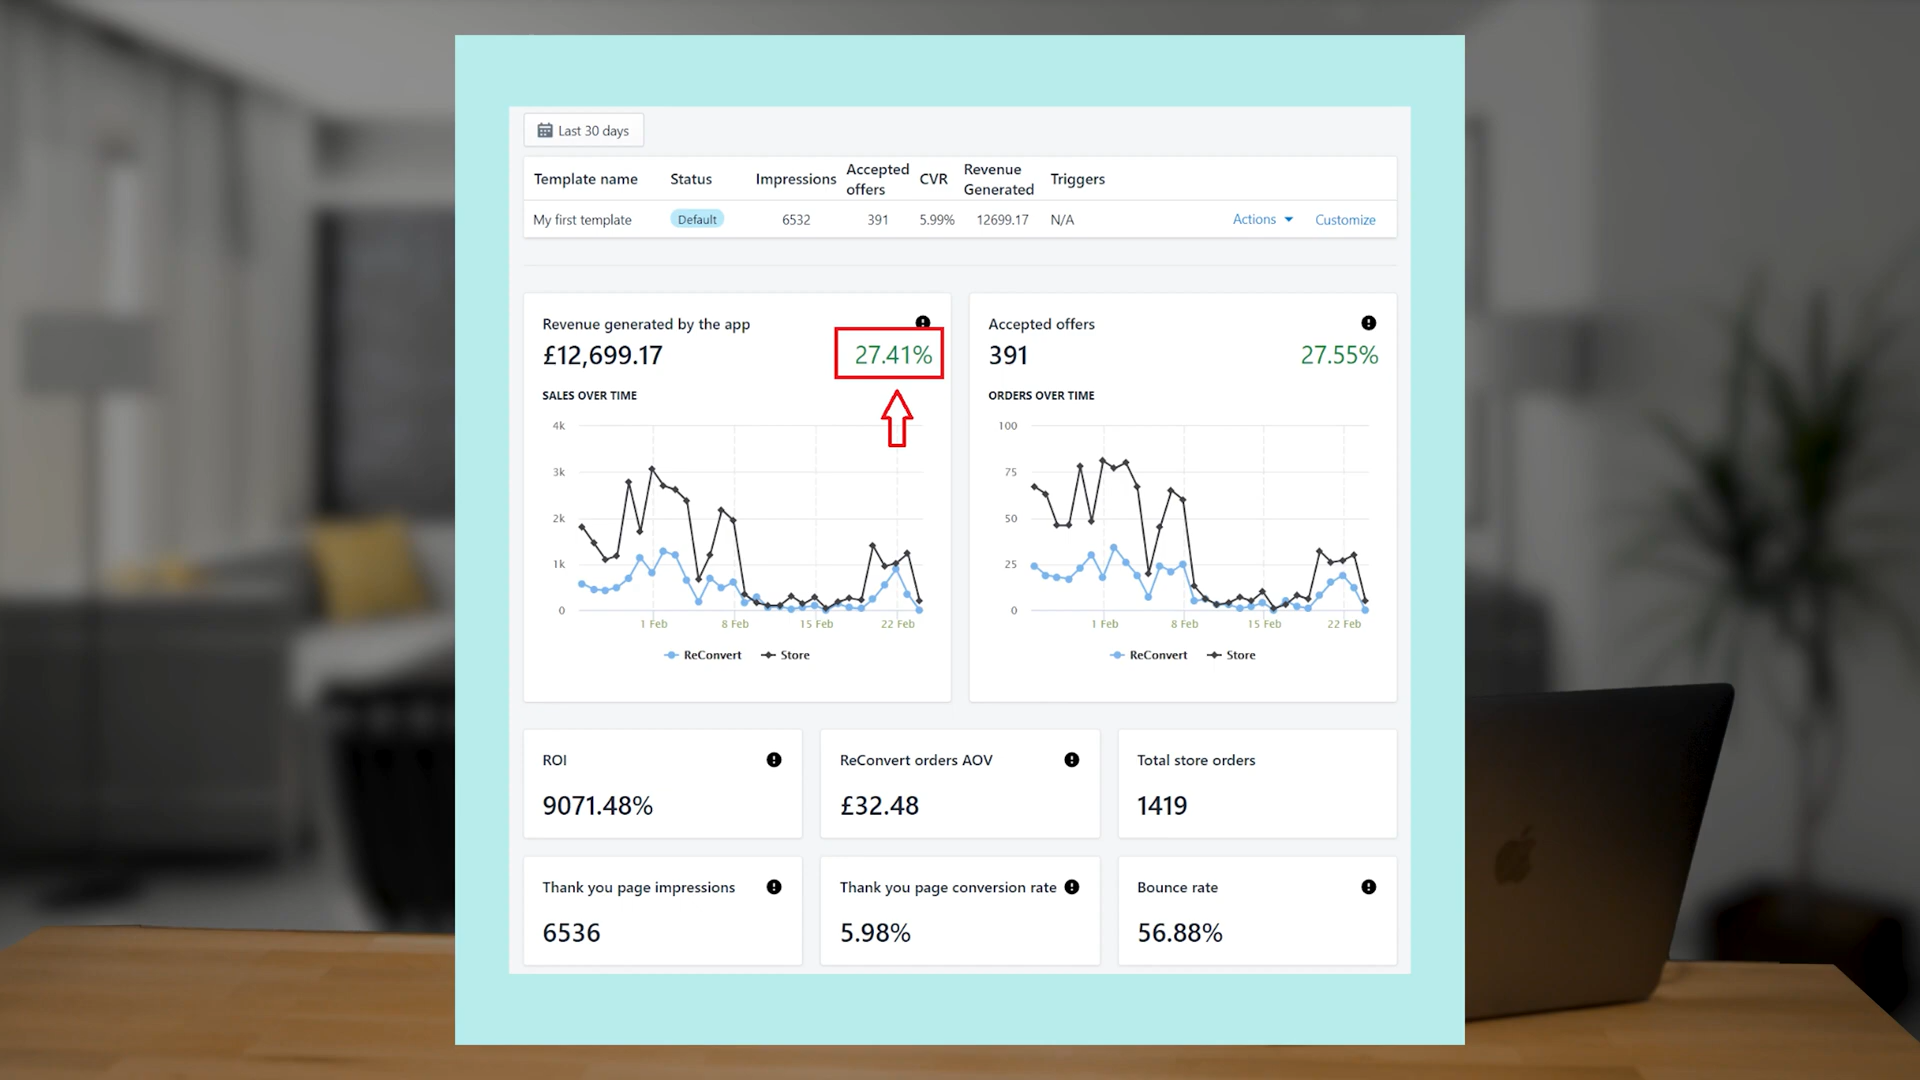 Last 30 days
Template name Status Impressions Accepted offers CVR Revenue Generated Triggers
My first template Default 6532 391 5.99% 12699.17 N/A Actions Customize
Revenue generated by the app
£12,699.17 27.41%
SALES OVER TIME
4k
3k
2k
1k
0
1 Feb 8 Feb 15 Feb 22 Feb
ReConvert Store
Accepted offers
391 27.55%
ORDERS OVER TIME
100
75
50
25
0
1 Feb 8 Feb 15 Feb 22 Feb
ReConvert Store
ROI
9071.48%
ReConvert orders AOV
£32.48
Total store orders
1419
Thank you page impressions
6536
Thank you page conversion rate
5.98%
Bounce rate
56.88%